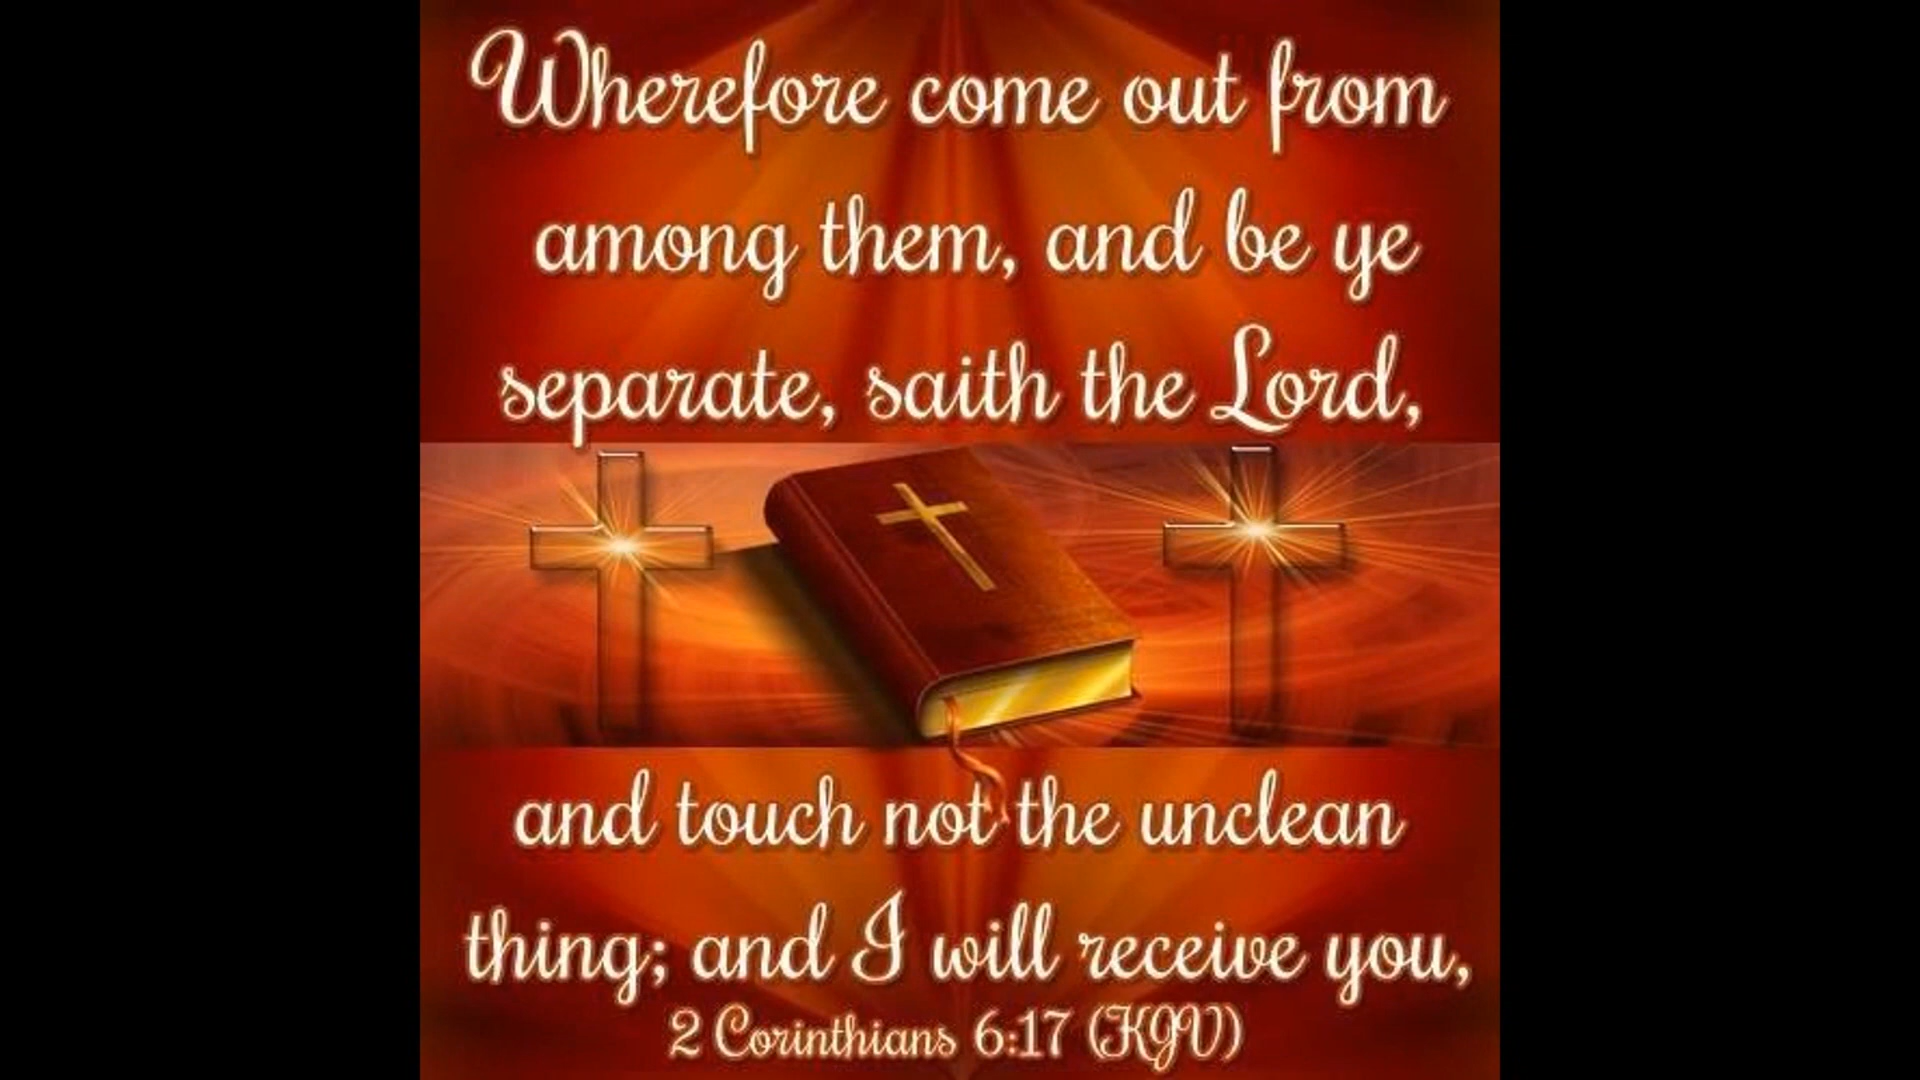 Wherefore come out from
among them, and be ye
separate, saith the Lord,
and touch not the unclean
thing; and I will receive you,
2 Corinthians 6:17 (KJV)